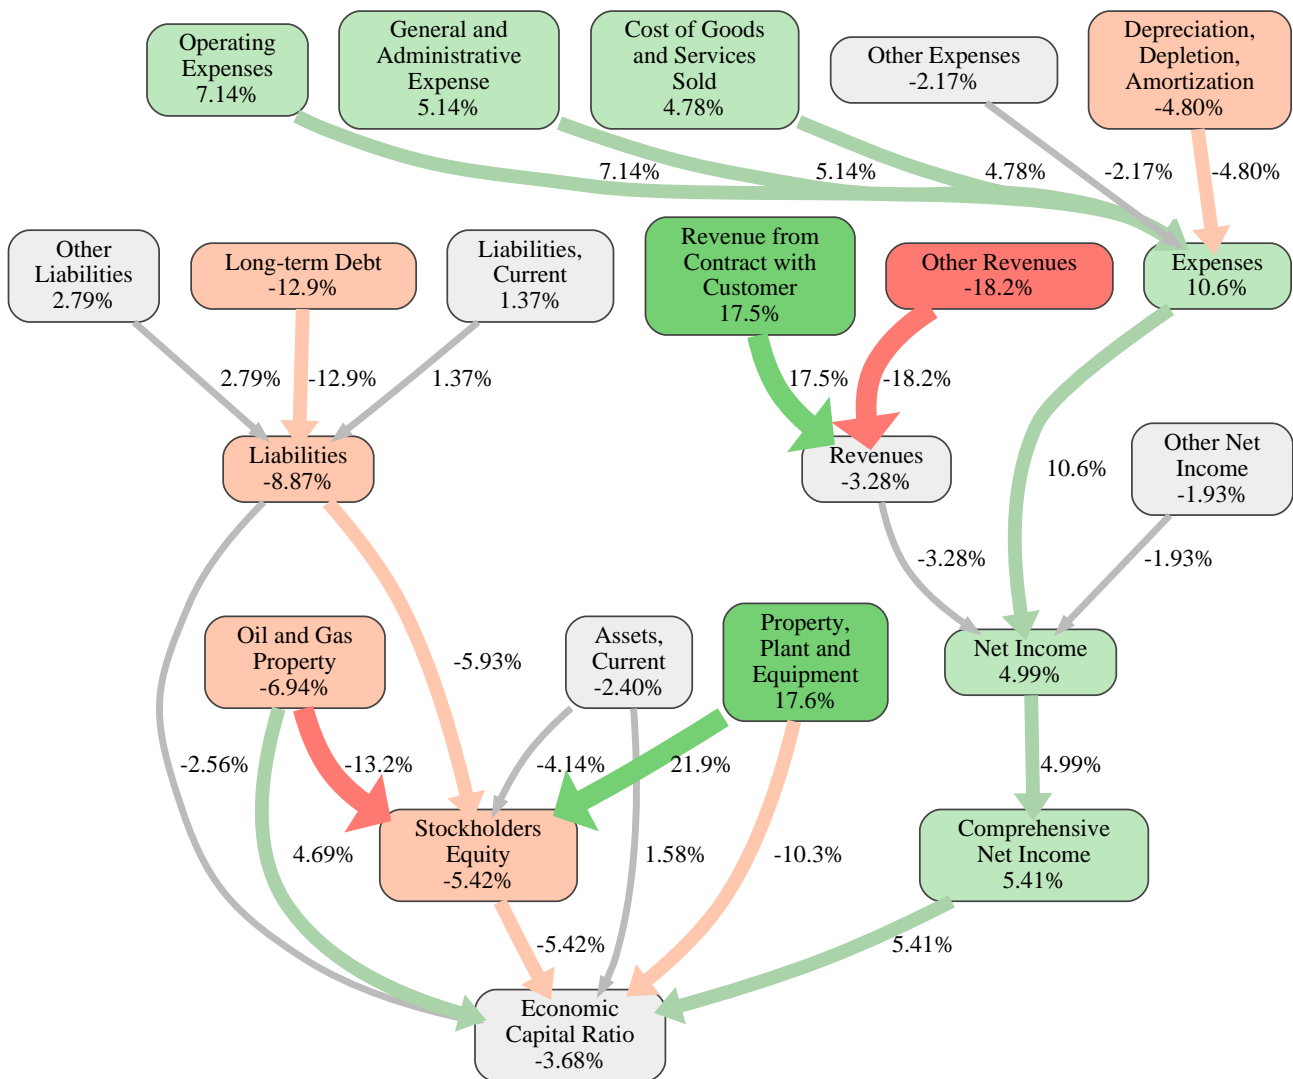 Operating
Expenses
7.14%
General and
Administrative
Expense
5.14%
Cost of Goods
and Services
Sold
4.78%
Other Expenses
-2.17%
Depreciation,
Depletion,
Amortization
-4.80%
7.14%
5.14%
4.78%
-2.17%
-4.80%
Other
Liabilities
2.79%
Long-term Debt
-12.9%
Liabilities,
Current
1.37%
Revenue from
Contract with
Customer
17.5%
Other Revenues
-18.2%
Expenses
10.6%
2.79%
-12.9%
1.37%
17.5%
-18.2%
Liabilities
-8.87%
Revenues
-3.28%
10.6%
Other Net
Income
-1.93%
-3.28%
-1.93%
Oil and Gas
Property
-6.94%
-5.93%
Assets,
Current
-2.40%
Property,
Plant and
Equipment
17.6%
Net Income
4.99%
-2.56%
-13.2%
-4.14%
21.9%
4.99%
Stockholders
Equity
-5.42%
4.69%
1.58%
-10.3%
Comprehensive
Net Income
5.41%
-5.42%
5.41%
Economic
Capital Ratio
-3.68%